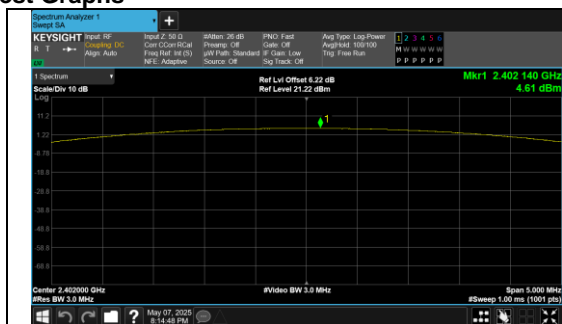 est Graphs
Spectrum Analyzer 1
Swept SA
+
KEYSIGHT
R T
Input: RF
Coupling: DC
Align: Auto
Input Z: 50 Ω
Corr CCorr RCal
Freq Ref: Int (S)
NFE: Adaptive
#Atten: 26 dB
Preamp: Off
µW Path: Standard
Source: Off
PNO: Fast
Gate: Off
IF Gain: Low
Sig Track: Off
Avg Type: Log-Power
Avg|Hold: 100/100
Trig: Free Run
1 2 3 4 5 6
M W W W W W
P P P P P P
1 Spectrum
Scale/Div 10 dB
Ref Lvl Offset 6.22 dB
Ref Level 21.22 dBm
Mkr1 2.402 140 GHz
4.61 dBm
Log
11.2
1.22
-8.78
-18.8
-28.8
-38.8
-48.8
-58.8
-68.8
1
Center 2.402000 GHz
#Res BW 3.0 MHz
#Video BW 3.0 MHz
Span 5.000 MHz
#Sweep 1.00 ms (1001 pts)
?
May 07, 2025
8:14:48 PM